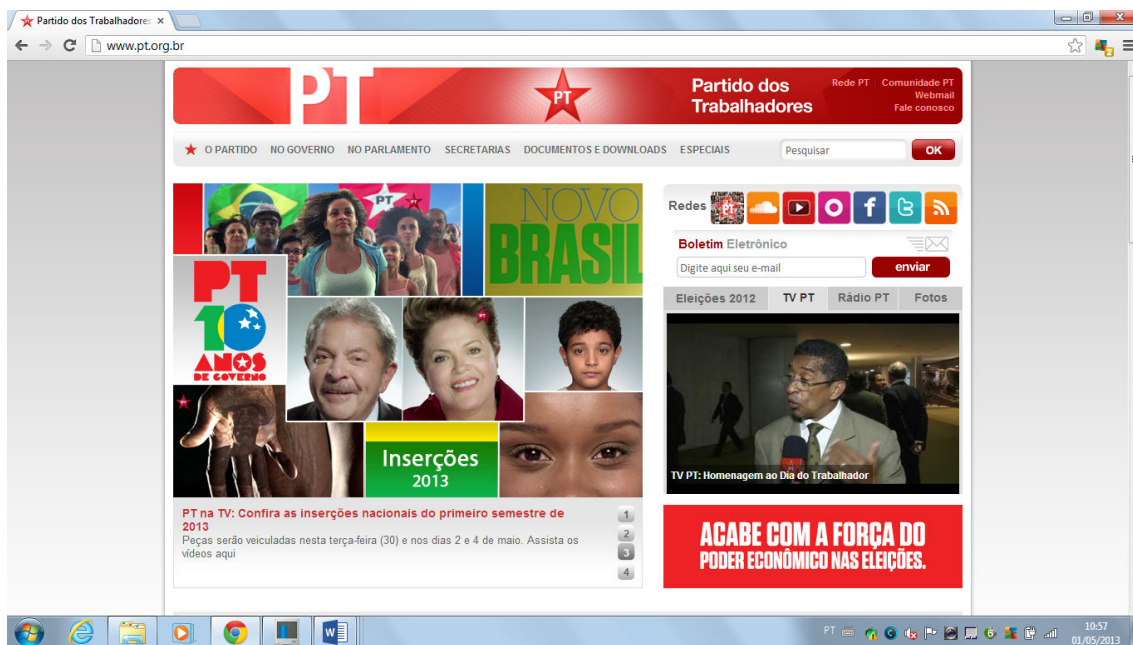 Partido dos Trabalhadores
www.pt.org.br
PT
PT
Partido dos
Trabalhadores
Rede PT Comunidade PT
Webmail
Fale conosco
O PARTIDO NO GOVERNO NO PARLAMENTO SECRETARIAS DOCUMENTOS E DOWNLOADS ESPECIAIS
Pesquisar OK
PT
NOVO
BRASIL
PT
10
ANOS
DE GOVERNO
Inserções
2013
PT na TV: Confira as inserções nacionais do primeiro semestre de
2013
Peças serão veiculadas nesta terça-feira (30) e nos dias 2 e 4 de maio. Assista os
vídeos aqui
1
2
3
4
Redes PT
Boletim Eletrônico
Digite aqui seu e-mail enviar
Eleições 2012 TV PT Rádio PT Fotos
TV PT: Homenagem ao Dia do Trabalhador
ACABE COM A FORÇA DO
PODER ECONÔMICO NAS ELEIÇÕES.
PT
10:57
01/05/2013